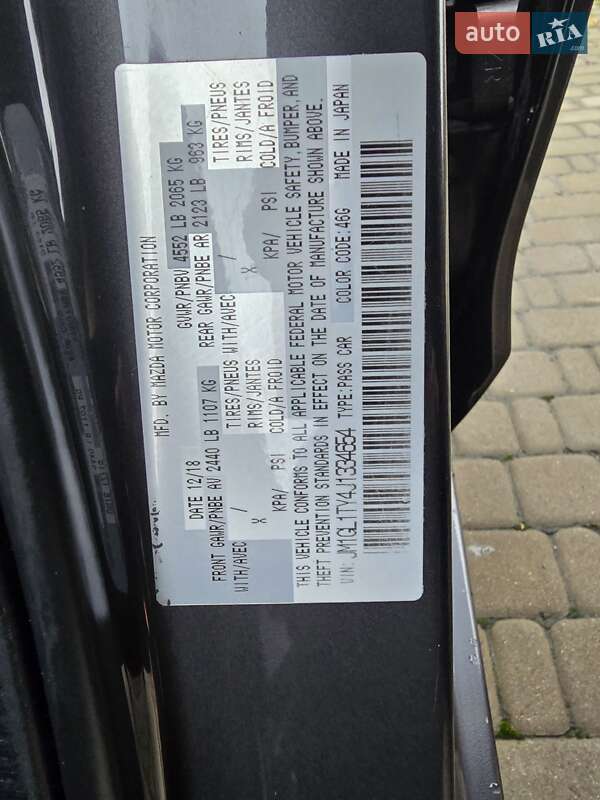 auto RIA.com
MFD. BY MAZDA MOTOR CORPORATION
DATE 12/18 GVWR/PNBV 4552 LB 2065 KG
FRONT GAWR/PNBE AV 2440 LB 1107 KG REAR GAWR/PNBE AR 2123 LB 963 KG
WITH/AVEC / TIRES/PNEUS WITH/AVEC / TIRES/PNEUS
X RIMS/JANTES X RIMS/JANTES
KPA/ PSI COLD/A FROID KPA/ PSI COLD/A FROID
THIS VEHICLE CONFORMS TO ALL APPLICABLE FEDERAL MOTOR VEHICLE SAFETY, BUMPER, AND
THEFT PREVENTION STANDARDS IN EFFECT ON THE DATE OF MANUFACTURE SHOWN ABOVE.
VIN: JM1GL1TY4J1334654 TYPE:PASS CAR COLOR CODE:46G MADE IN JAPAN